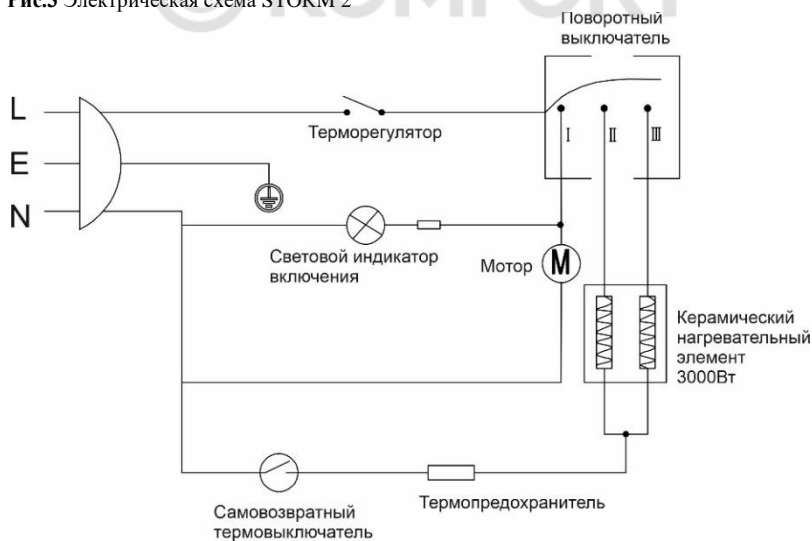 Рис.3 Электрическая схема STORM 2
КОМFORT
Поворотный
выключатель
L
Терморегулятор
I
II
III
E
N
Световой индикатор
включения
Мотор
M
Керамический
нагревательный
элемент
3000Вт
Самовозвратный
термовыключатель
Термопредохранитель